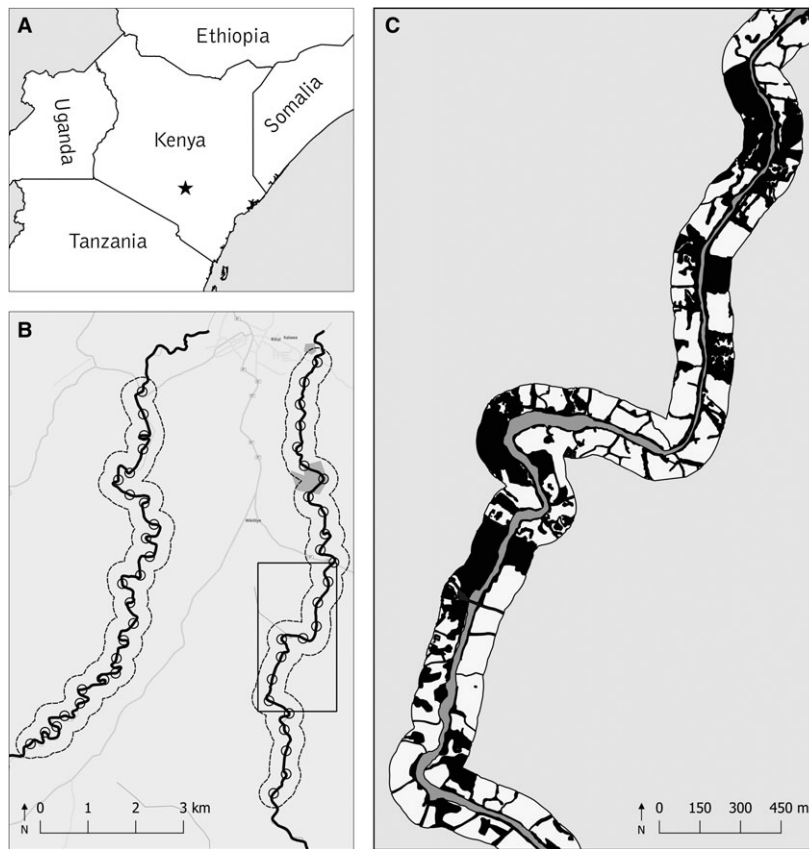 A
Ethiopia
Uganda
Kenya
Somalia
Tanzania
B
N
0 1 2 3 km
C
N
0 150 300 450 m